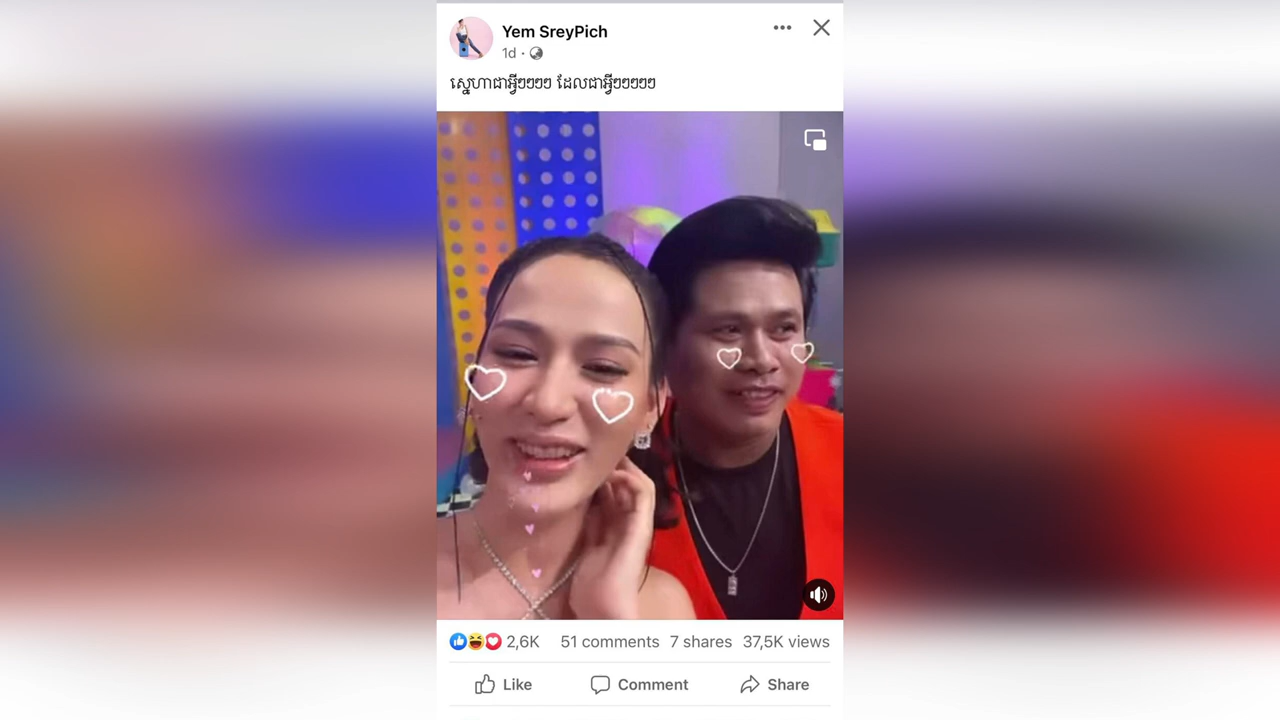 Yem SreyPich
1d ·
ស្នេហាជាអ្វីៗៗៗៗ ដែលជាអ្វីៗៗៗៗៗ
2,6K 51 comments 7 shares 37,5K views
Like Comment Share